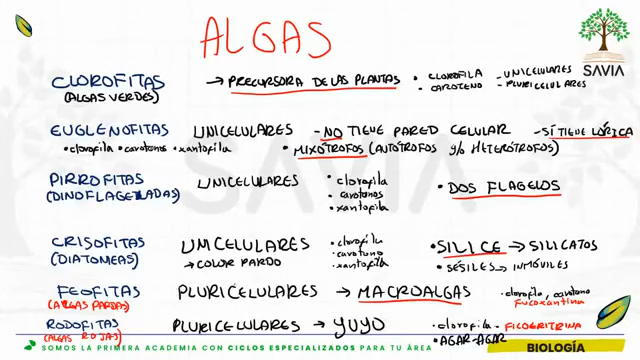 ALGAS
SAVIA
CLOROFITAS → PRECURSORA DE LAS PLANTAS • CLOROFILA - UNICELULARES
(ALGAS VERDES) • CAROTENO - PLURICELULARES
EUGLENOFITAS UNICELULARES - NO TIENE PARED CELULAR - SÍ TIENE LÓRICA
• clorofila • carotenos • xantofila • MIXÓTROFOS (AUTÓTROFOS y/o HETERÓTROFOS)
PIRROFITAS UNICELULARES • clorofila • DOS FLAGELOS
(DINOFLAGELADAS) • carotenos
• xantofila
CRISOFITAS UNICELULARES • clorofila • SILICE → SILICATOS
(DIATOMEAS) → COLOR PARDO • carotenos
• xantofila • SÉSILES → INMÓVILES
FEOFITAS PLURICELULARES → MACROALGAS • clorofila, caroteno
(ALGAS PARDAS) FUCOXANTINA
RODOFITAS PLURICELULARES → YUYO • clorofila - FICOERITRINA
(ALGAS ROJAS) • AGAR-AGAR
SOMOS LA PRIMERA ACADEMIA CON CICLOS ESPECIALIZADOS PARA TU ÁREA BIOLOGÍA